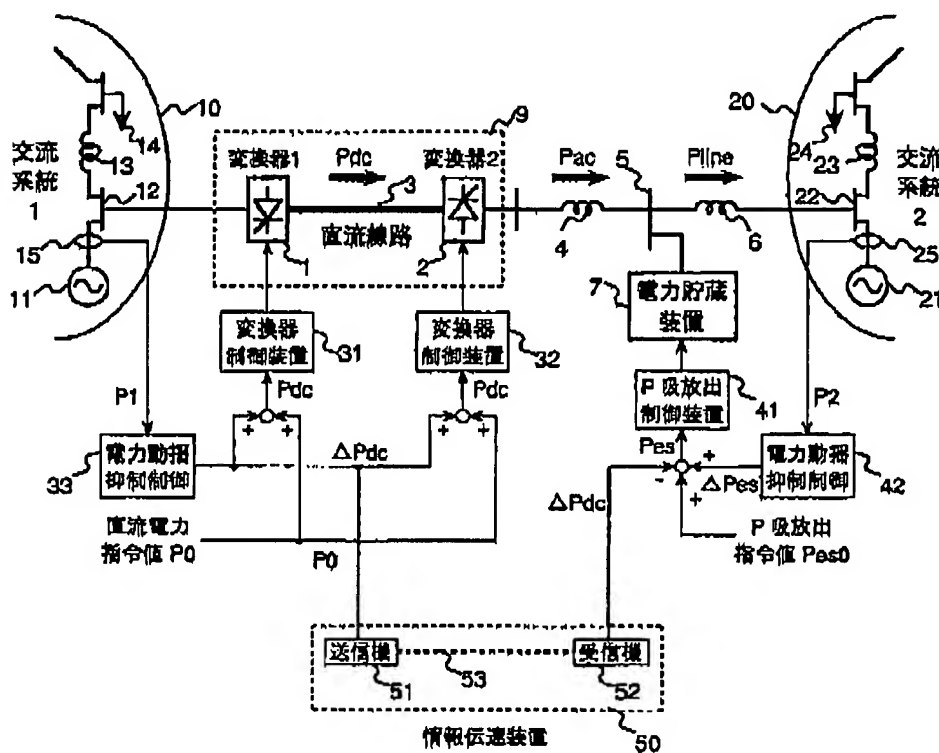 10
20
9
14
24
交流
系統
1
13
変換器1
Pdc
変換器2
Pac
5
Pline
23
交流
系統
2
12
3
22
直流線路
4
6
15
1
2
7
電力貯蔵
装置
25
11
21
変換器
制御装置
31
変換器
制御装置
32
P1
Pdc
Pdc
P 吸放出
制御装置
41
P2
+
+
+
+
Pes
33
電力動揺
抑制制御
ΔPdc
-
+
+
ΔPes
電力動揺
抑制制御
42
ΔPdc
直流電力
指令値 P0
P0
P 吸放出
指令値 Pes0
送信機
受信機
51
53
52
50
情報伝速装置